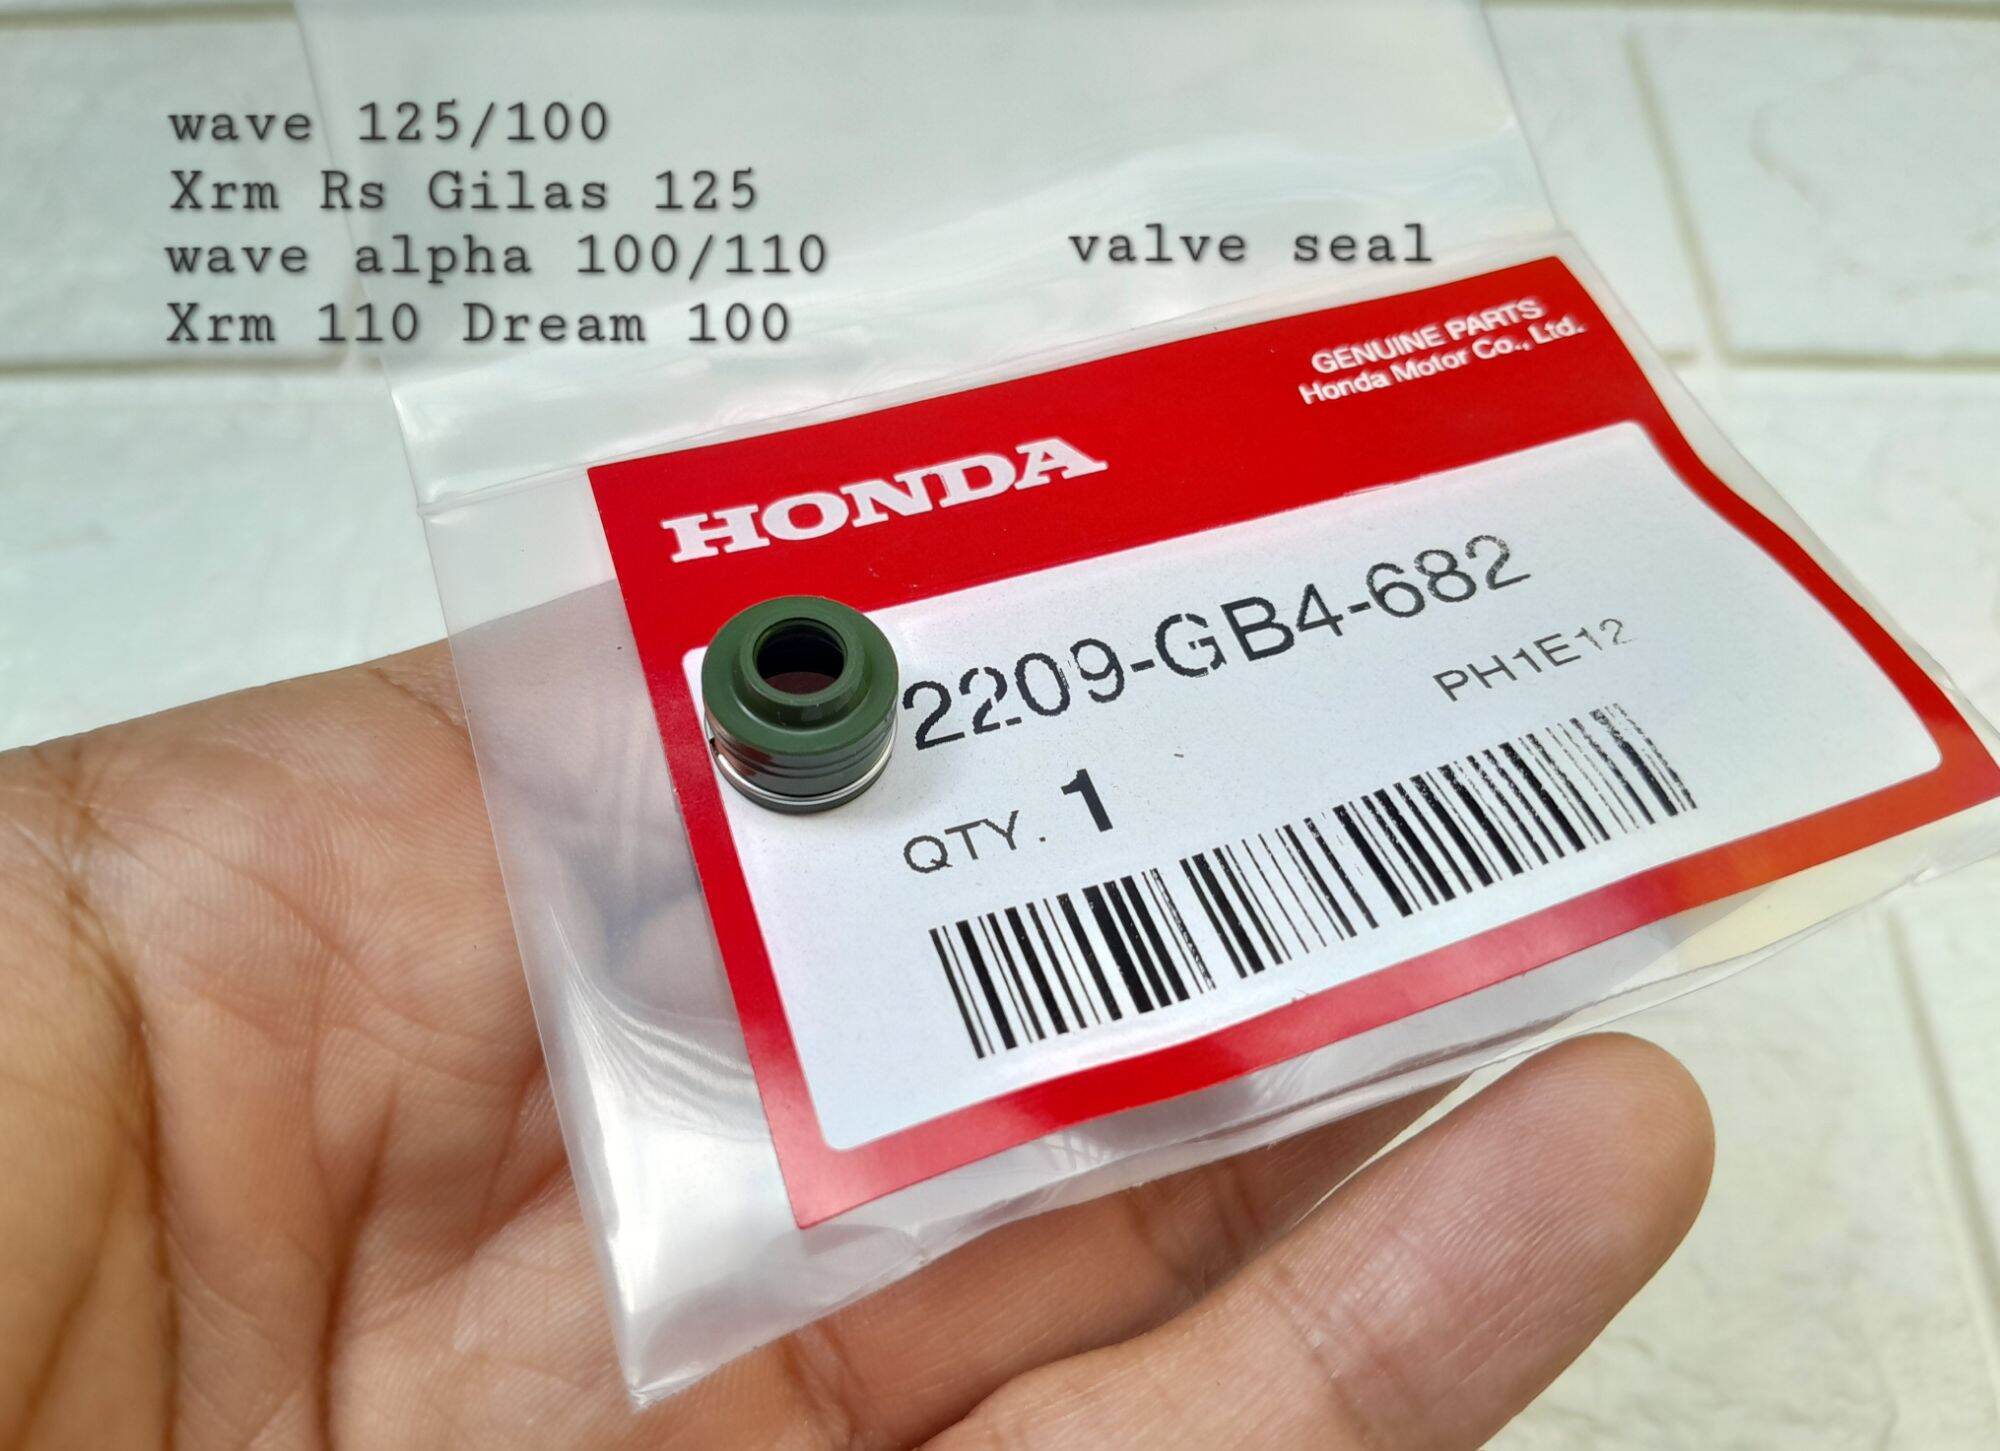 wave 125/100
Xrm Rs Gilas 125
wave alpha 100/110
Xrm 110 Dream 100
valve seal
GENUINE PARTS
Honda Motor Co., Ltd.
HONDA
2209-GB4-682
PH1E12
QTY. 1